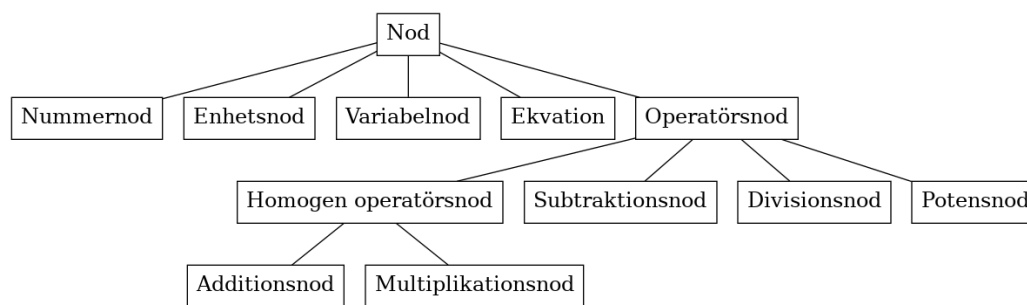 Nod
Nummernod
Enhetsnod
Variabelnod
Ekvation
Operatörsnod
Homogen operatörsnod
Subtraktionsnod
Divisionsnod
Potensnod
Additionsnod
Multiplikationsnod